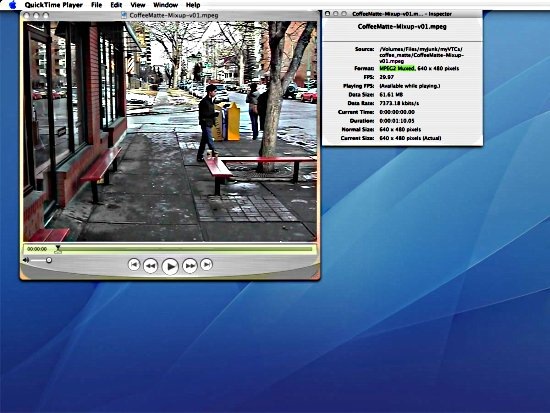 QuickTime Player File Edit View Window Help
CoffeeMatte-Mixup-v01.mpeg
CoffeeMatte-Mixup-v01.m... - Inspector
CoffeeMatte-Mixup-v01.mpeg
Source: /Volumes/Files/myJunk/myVTCs/
coffee_matte/CoffeeMatte-Mixup-
v01.mpeg
Format: MPEG2 Muxed, 640 x 480 pixels
FPS: 29.97
Playing FPS: (Available while playing.)
Data Size: 61.61 MB
Data Rate: 7373.18 kbits/s
Current Time: 0:00:00:00.00
Duration: 0:00:01:10.05
Normal Size: 640 x 480 pixels
Current Size: 640 x 480 pixels (Actual)
00:00:00